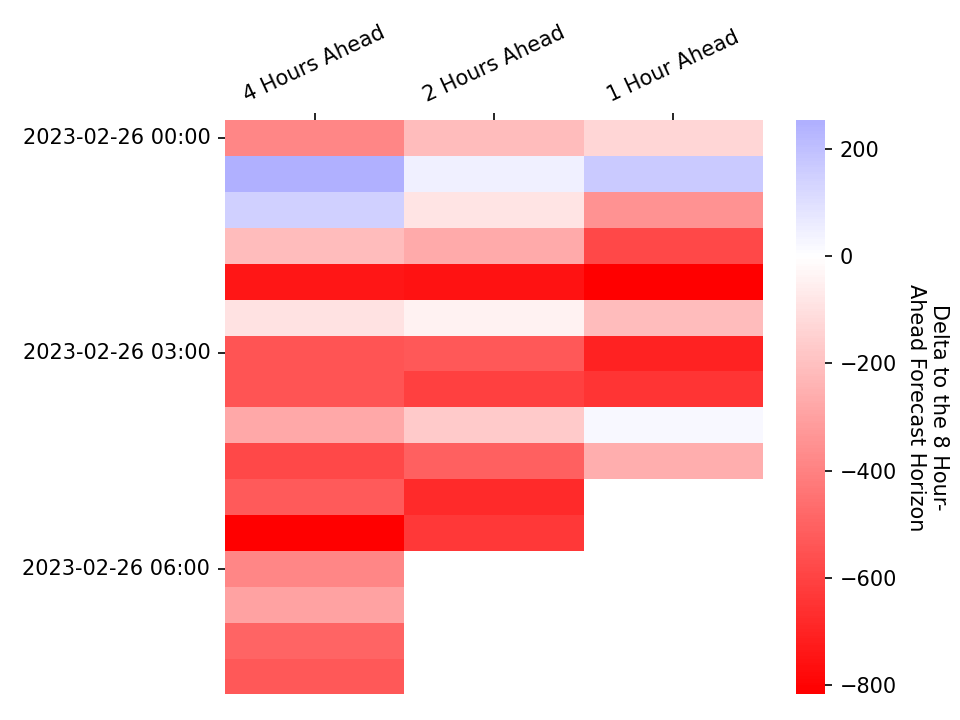 4 Hours Ahead
2 Hours Ahead
1 Hour Ahead
2023-02-26 00:00
2023-02-26 03:00
2023-02-26 06:00
200
0
−200
−400
−600
−800
Delta to the 8 Hour-
Ahead Forecast Horizon